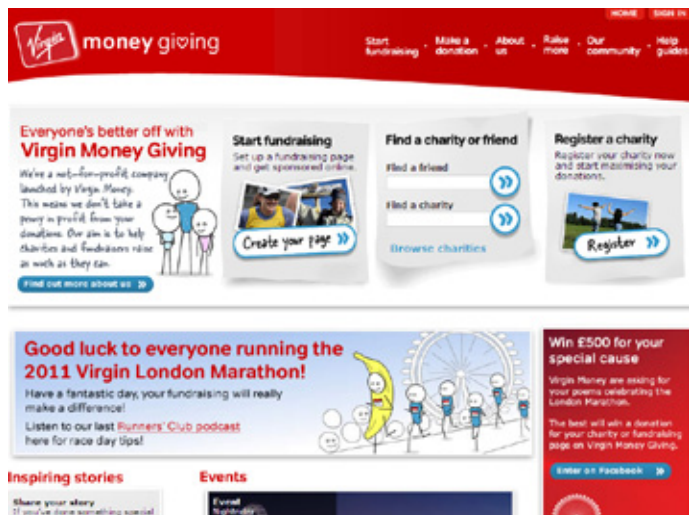 HOME SIGN IN
Virgin money giving
Start fundraising
Make a donation
About us
Raise more
Our community
Help guides
Everyone's better off with
Virgin Money Giving
We're a not-for-profit company
launched by Virgin Money.
This means we don't take a
penny in profit from your
donations. Our aim is to help
charities and fundraisers raise
as much as they can.
Find out more about us
Start fundraising
Set up a fundraising page
and get sponsored online.
Create your page
Find a charity or friend
Find a friend
Find a charity
Browse charities
Register a charity
Register your charity now
and start maximising your
donations.
Register
Good luck to everyone running the
2011 Virgin London Marathon!
Have a fantastic day, your fundraising will really
make a difference!
Listen to our last Runners' Club podcast
here for race day tips!
Win £500 for your
special cause
Virgin Money are asking for
your poems celebrating the
London Marathon.
The best will win a donation
for your charity or fundraising
page on Virgin Money Giving.
Enter on Facebook
Inspiring stories
Share your story
If you've done something special
Events
Event
Nightrider